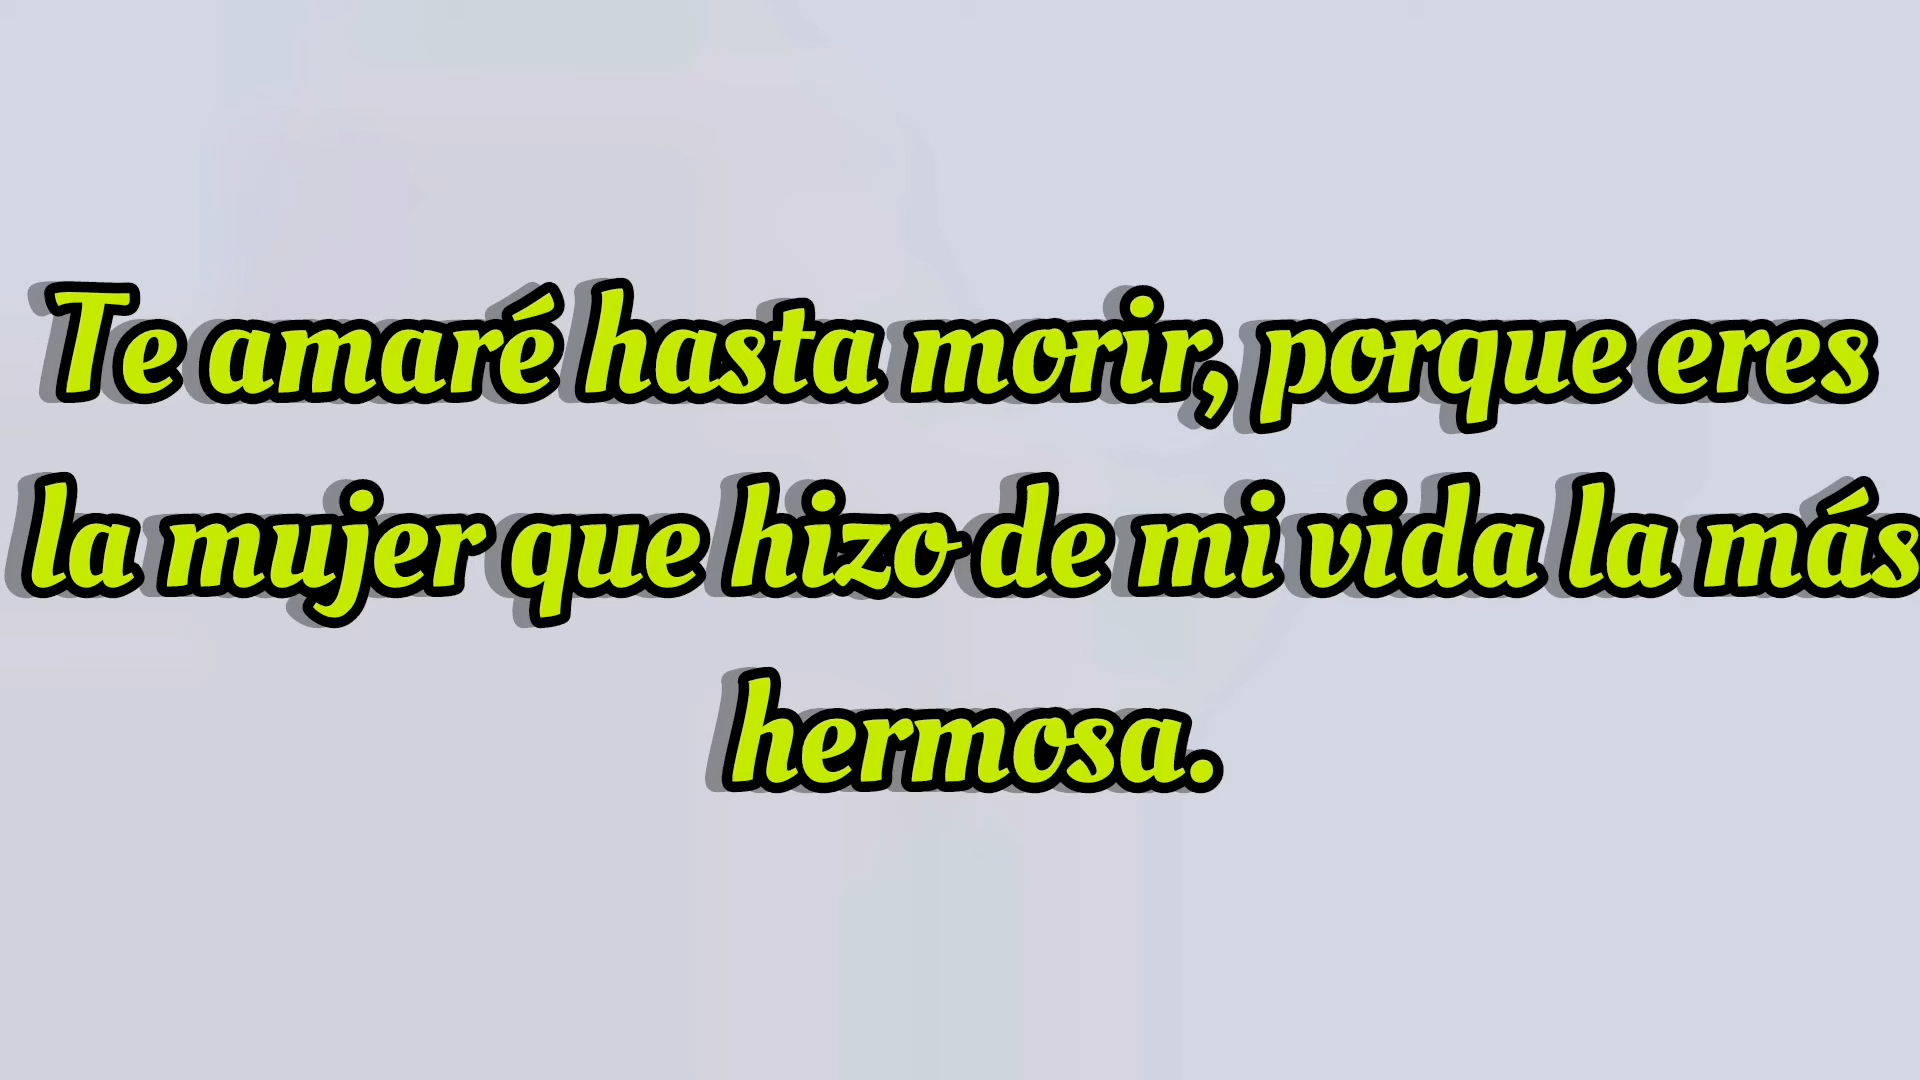 Te amaré hasta morir, porque eres
la mujer que hizo de mi vida la más
hermosa.